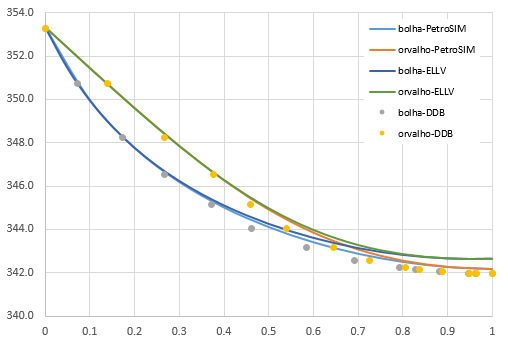 354.0
352.0
350.0
348.0
346.0
344.0
342.0
340.0
0 0.1 0.2 0.3 0.4 0.5 0.6 0.7 0.8 0.9 1
bolha-PetroSIM
orvalho-PetroSIM
bolha-ELLV
orvalho-ELLV
bolha-DDB
orvalho-DDB